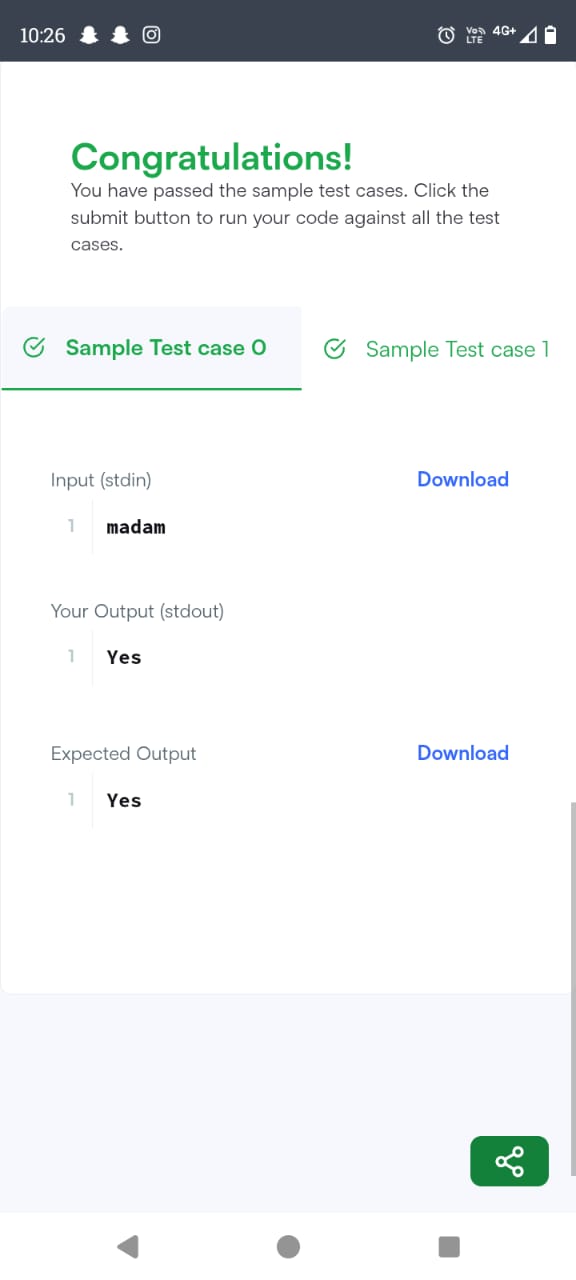 10:26 Vo LTE 4G+
Congratulations!
You have passed the sample test cases. Click the
submit button to run your code against all the test
cases.
Sample Test case 0 Sample Test case 1
Input (stdin) Download
1 madam
Your Output (stdout)
1 Yes
Expected Output Download
1 Yes